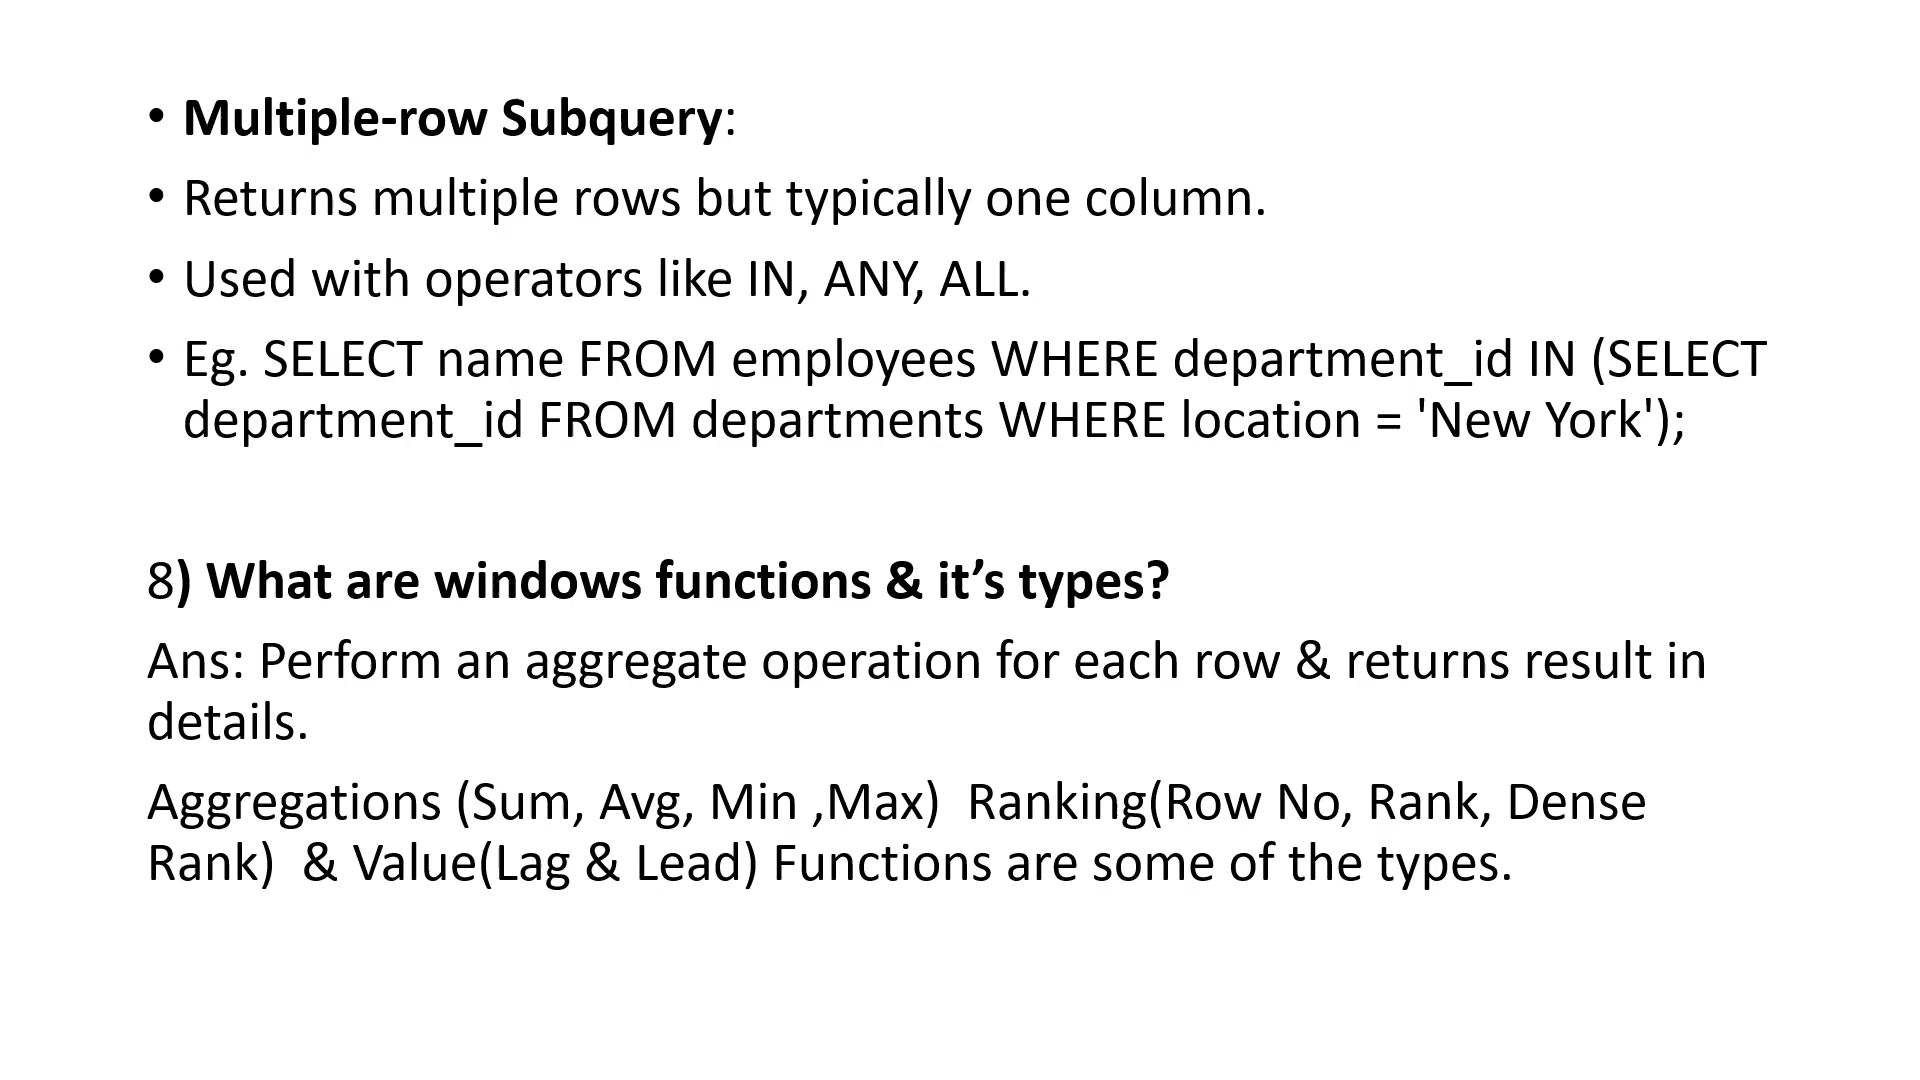 • Multiple-row Subquery:
• Returns multiple rows but typically one column.
• Used with operators like IN, ANY, ALL.
• Eg. SELECT name FROM employees WHERE department_id IN (SELECT
department_id FROM departments WHERE location = 'New York');
8) What are windows functions & it’s types?
Ans: Perform an aggregate operation for each row & returns result in
details.
Aggregations (Sum, Avg, Min ,Max)  Ranking(Row No, Rank, Dense
Rank)  & Value(Lag & Lead) Functions are some of the types.